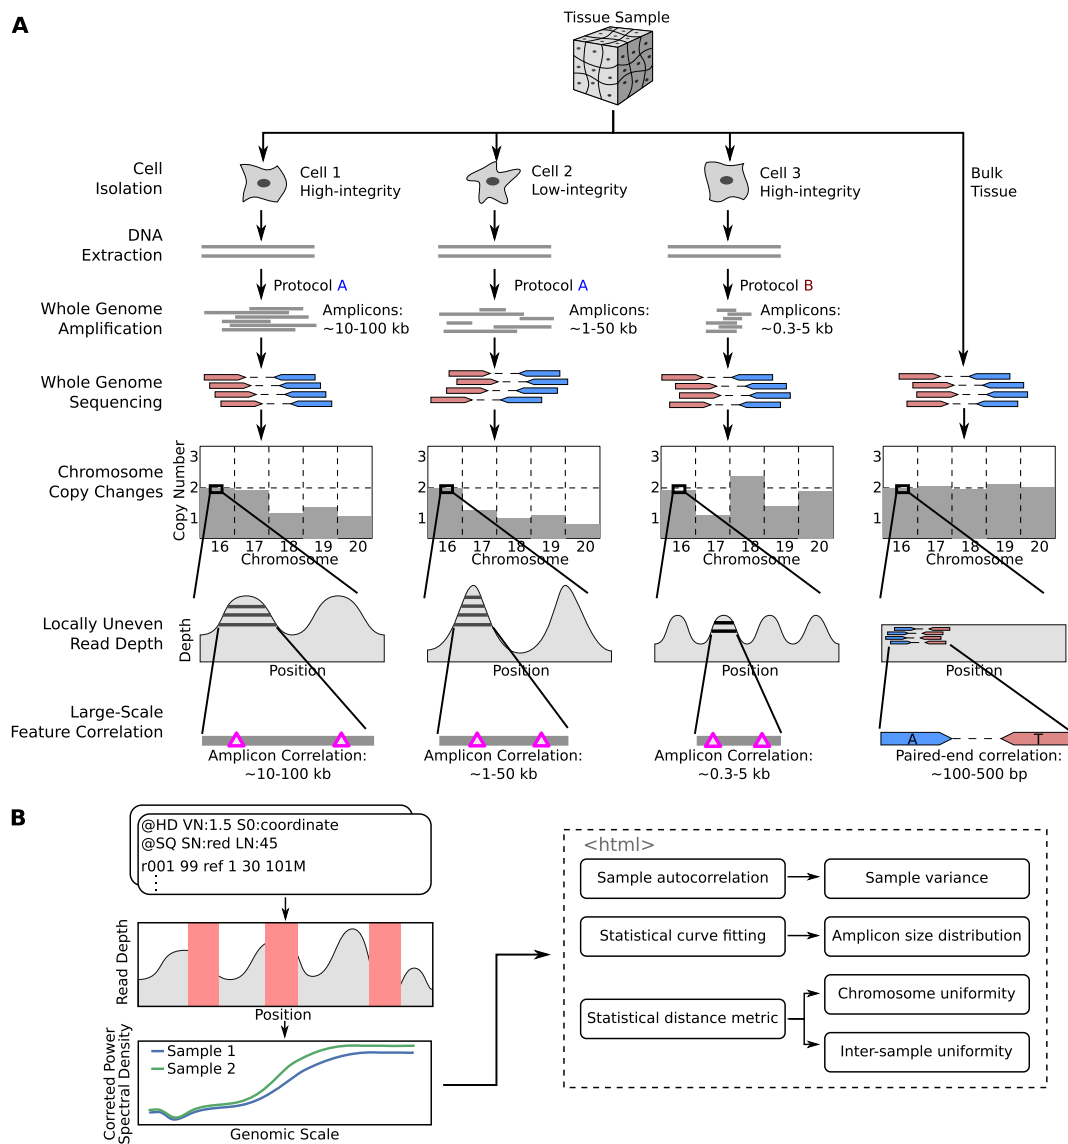 A
Tissue Sample
Cell
Isolation
Cell 1
High-integrity
Cell 2
Low-integrity
Cell 3
High-integrity
Bulk
Tissue
DNA
Extraction
Protocol A
Protocol A
Protocol B
Whole Genome
Amplification
Amplicons:
~10-100 kb
Amplicons:
~1-50 kb
Amplicons:
~0.3-5 kb
Whole Genome
Sequencing
Chromosome
Copy Changes
Copy Number
3
2
1
16 17 18 19 20
Chromosome
3
2
1
16 17 18 19 20
Chromosome
3
2
1
16 17 18 19 20
Chromosome
3
2
1
16 17 18 19 20
Chromosome
Locally Uneven
Read Depth
Depth
Position
Position
Position
Position
Large-Scale
Feature Correlation
Amplicon Correlation:
~10-100 kb
Amplicon Correlation:
~1-50 kb
Amplicon Correlation:
~0.3-5 kb
A
T
Paired-end correlation:
~100-500 bp
B
@HD VN:1.5 S0:coordinate
@SQ SN:red LN:45
r001 99 ref 1 30 101M
⋮
Read Depth
Position
Correted Power
Spectral Density
Sample 1
Sample 2
Genomic Scale
<html>
Sample autocorrelation
Sample variance
Statistical curve fitting
Amplicon size distribution
Statistical distance metric
Chromosome uniformity
Inter-sample uniformity